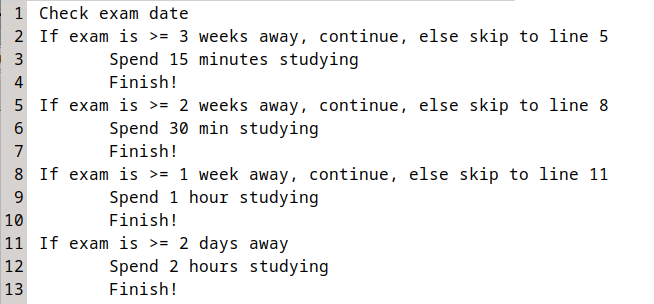 1 Check exam date
2 If exam is >= 3 weeks away, continue, else skip to line 5
3 Spend 15 minutes studying
4 Finish!
5 If exam is >= 2 weeks away, continue, else skip to line 8
6 Spend 30 min studying
7 Finish!
8 If exam is >= 1 week away, continue, else skip to line 11
9 Spend 1 hour studying
10 Finish!
11 If exam is >= 2 days away
12 Spend 2 hours studying
13 Finish!